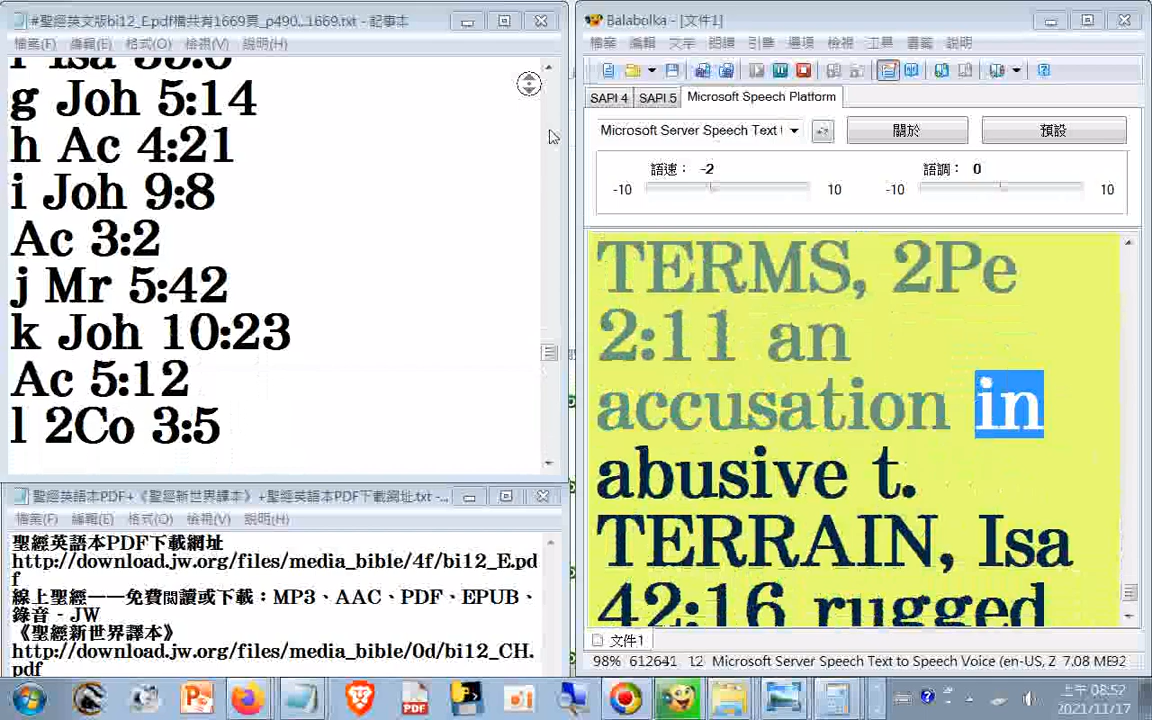 #聖經英文版bi12_E.pdf檔共有1669頁_p490...1669.txt - 記事本
檔案(F) 編輯(E) 格式(O) 檢視(V) 說明(H)
g Joh 5:14
h Ac 4:21
i Joh 9:8
Ac 3:2
j Mr 5:42
k Joh 10:23
Ac 5:12
l 2Co 3:5
聖經英語本PDF+《聖經新世界譯本》+聖經英語本PDF下載網址.txt - ...
檔案(F) 編輯(E) 格式(O) 檢視(V) 說明(H)
聖經英語本PDF下載網址
http://download.jw.org/files/media_bible/4f/bi12_E.pd
f
線上聖經——免費閱讀或下載：MP3、AAC、PDF、EPUB、
錄音 - JW
《聖經新世界譯本》
http://download.jw.org/files/media_bible/0d/bi12_CH.
pdf
Balabolka - [文件1]
檔案 編輯 文字 朗讀 引擎 選項 檢視 工具 書籤 說明
SAPI 4 SAPI 5 Microsoft Speech Platform
Microsoft Server Speech Text 關於 預設
語速： -2 語調： 0
-10 10 -10 10
TERMS, 2Pe
2:11 an
accusation in
abusive t.
TERRAIN, Isa
42:16 rugged
文件1
98% 612641 12 Microsoft Server Speech Text to Speech Voice (en-US, Z 7.08 ME92
上午 08:52
2021/11/17